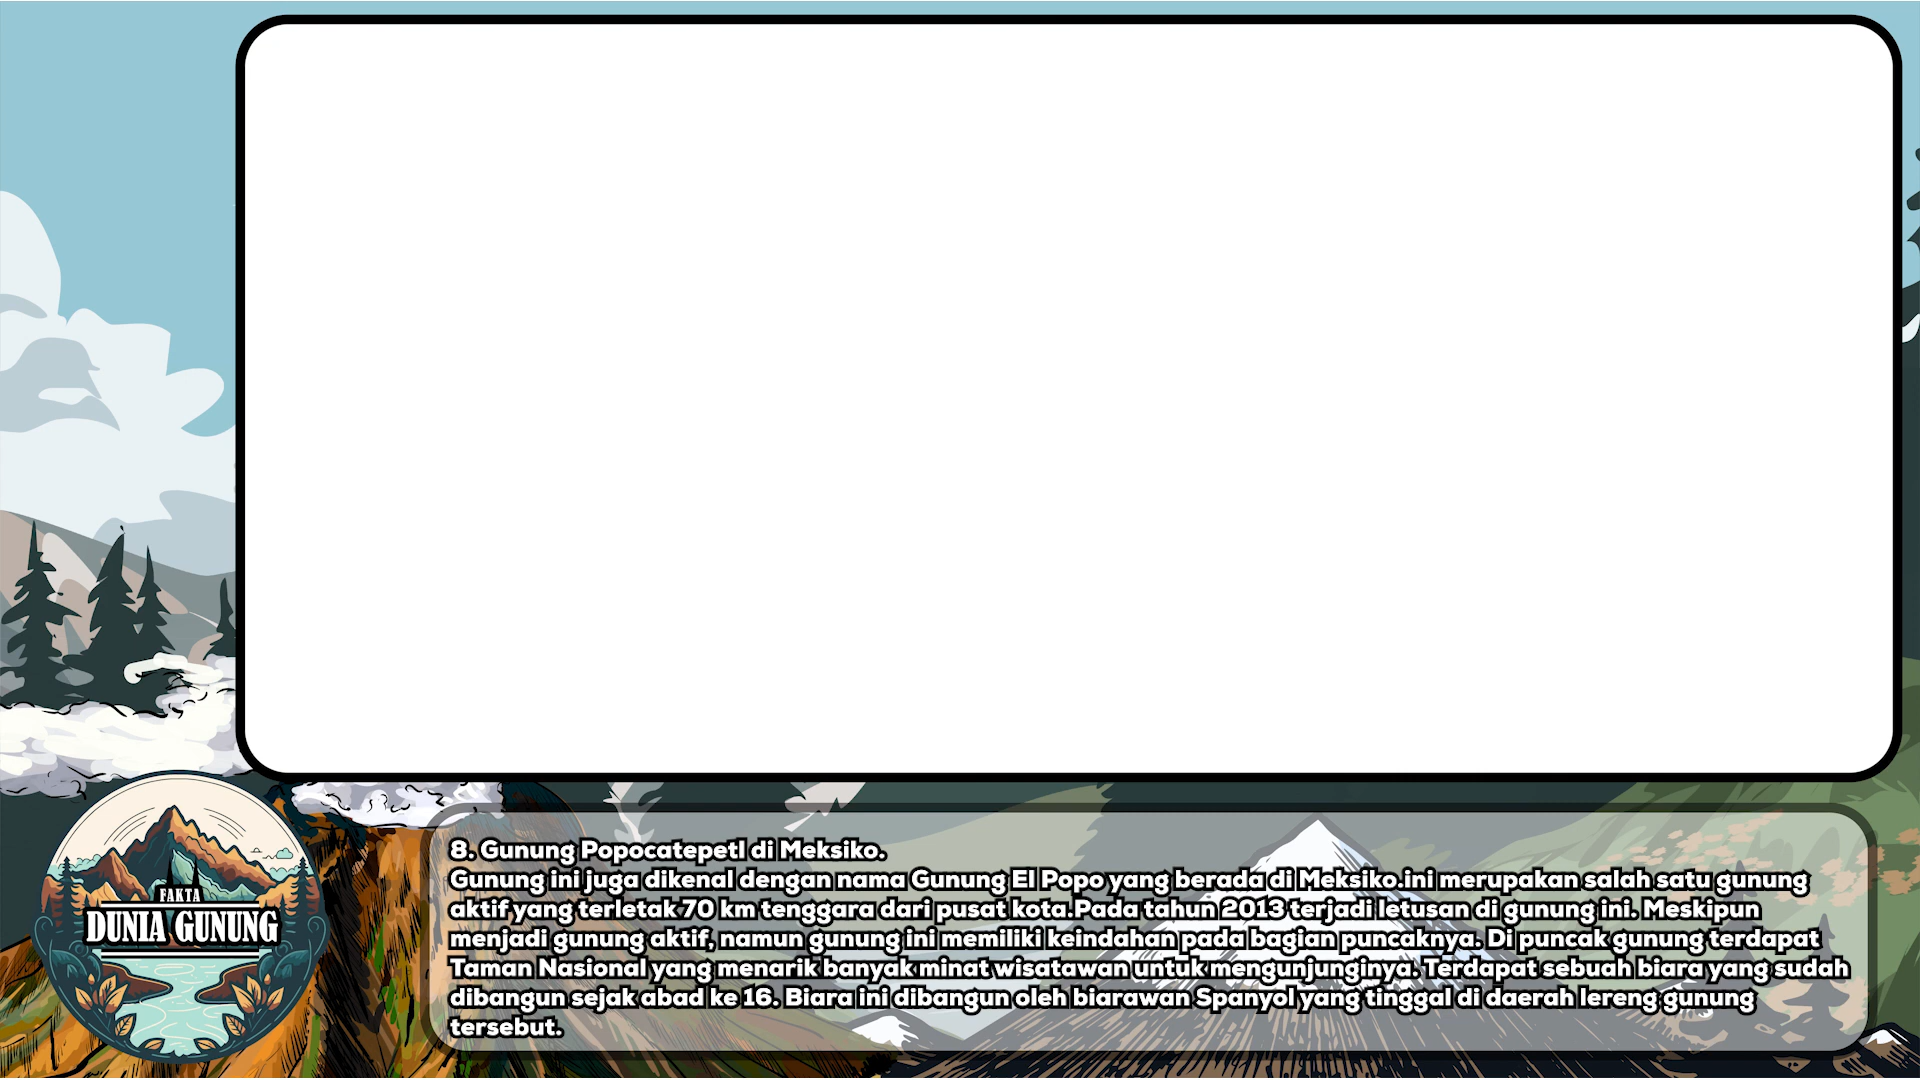 8. Gunung Popocatepetl di Meksiko.
Gunung ini juga dikenal dengan nama Gunung El Popo yang berada di Meksiko.ini merupakan salah satu gunung
aktif yang terletak 70 km tenggara dari pusat kota.Pada tahun 2013 terjadi letusan di gunung ini. Meskipun
menjadi gunung aktif, namun gunung ini memiliki keindahan pada bagian puncaknya. Di puncak gunung terdapat
Taman Nasional yang menarik banyak minat wisatawan untuk mengunjunginya. Terdapat sebuah biara yang sudah
dibangun sejak abad ke 16. Biara ini dibangun oleh biarawan Spanyol yang tinggal di daerah lereng gunung
tersebut.
FAKTA
DUNIA GUNUNG